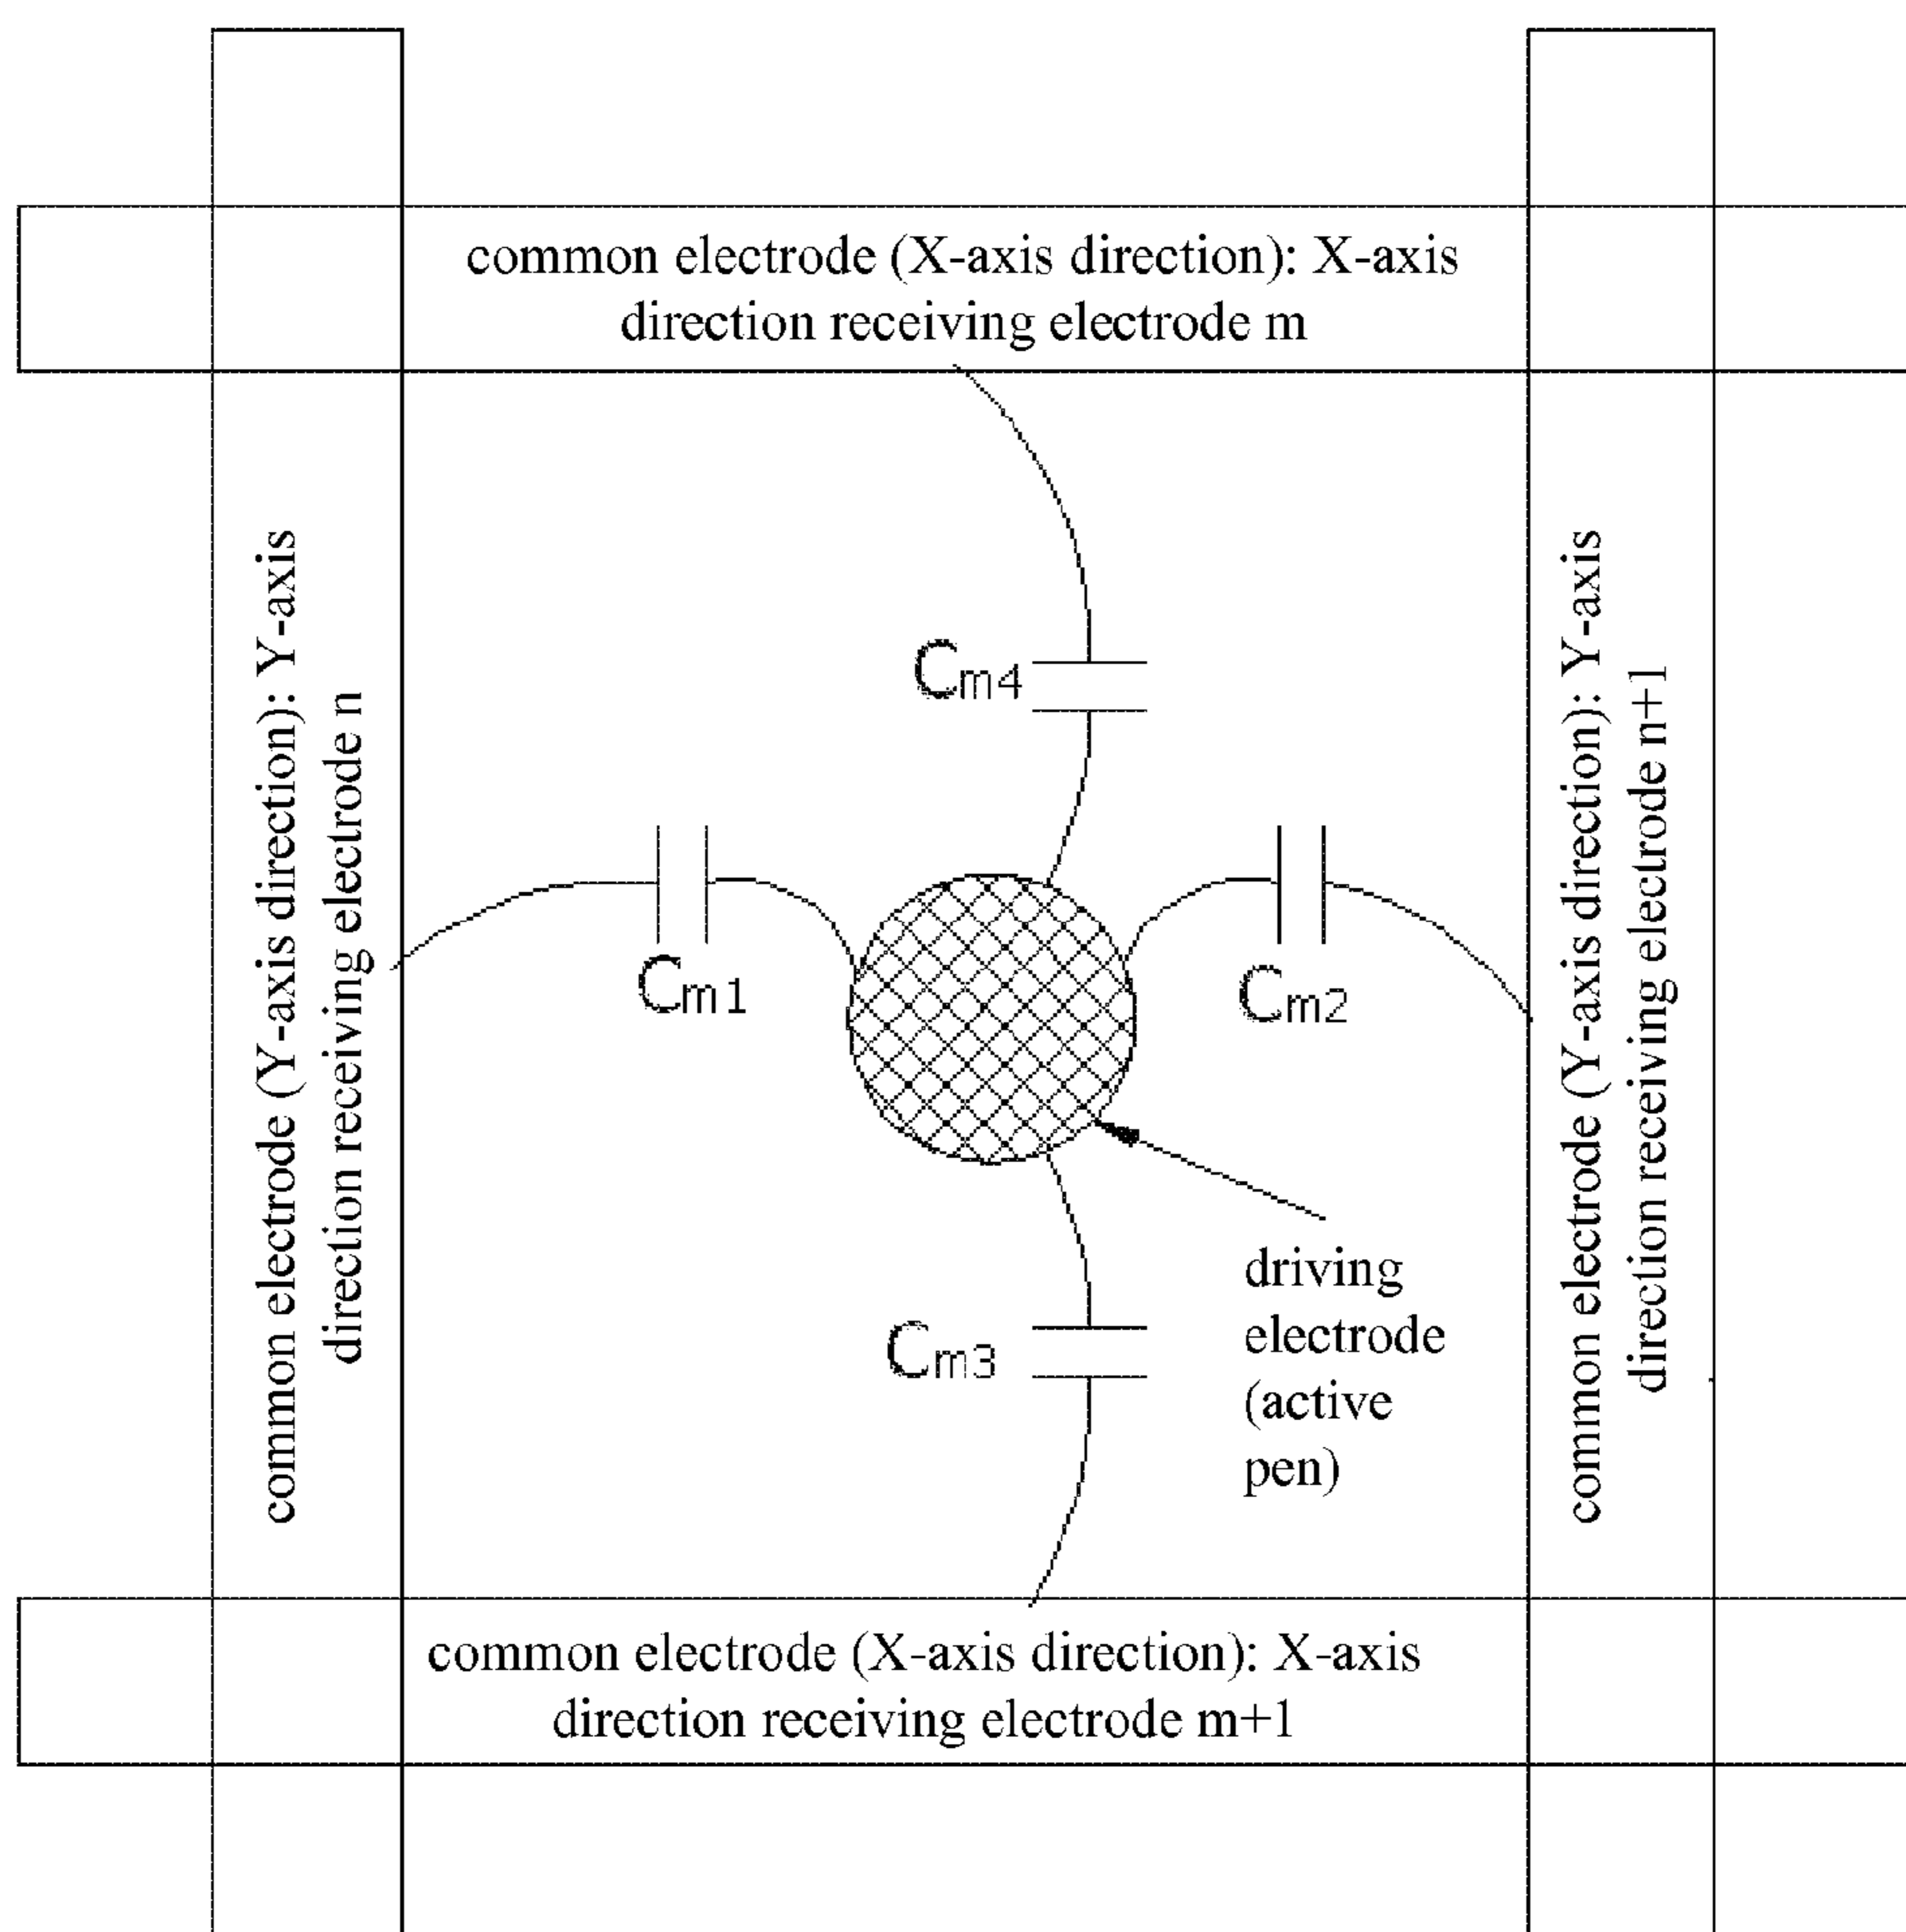 common electrode (X-axis direction): X-axis
direction receiving electrode m
common electrode (Y-axis direction): Y-axis
direction receiving electrode n
Cm4
Cm1
Cm2
common electrode (Y-axis direction): Y-axis
direction receiving electrode n+1
driving
electrode
(active
pen)
Cm3
common electrode (X-axis direction): X-axis
direction receiving electrode m+1